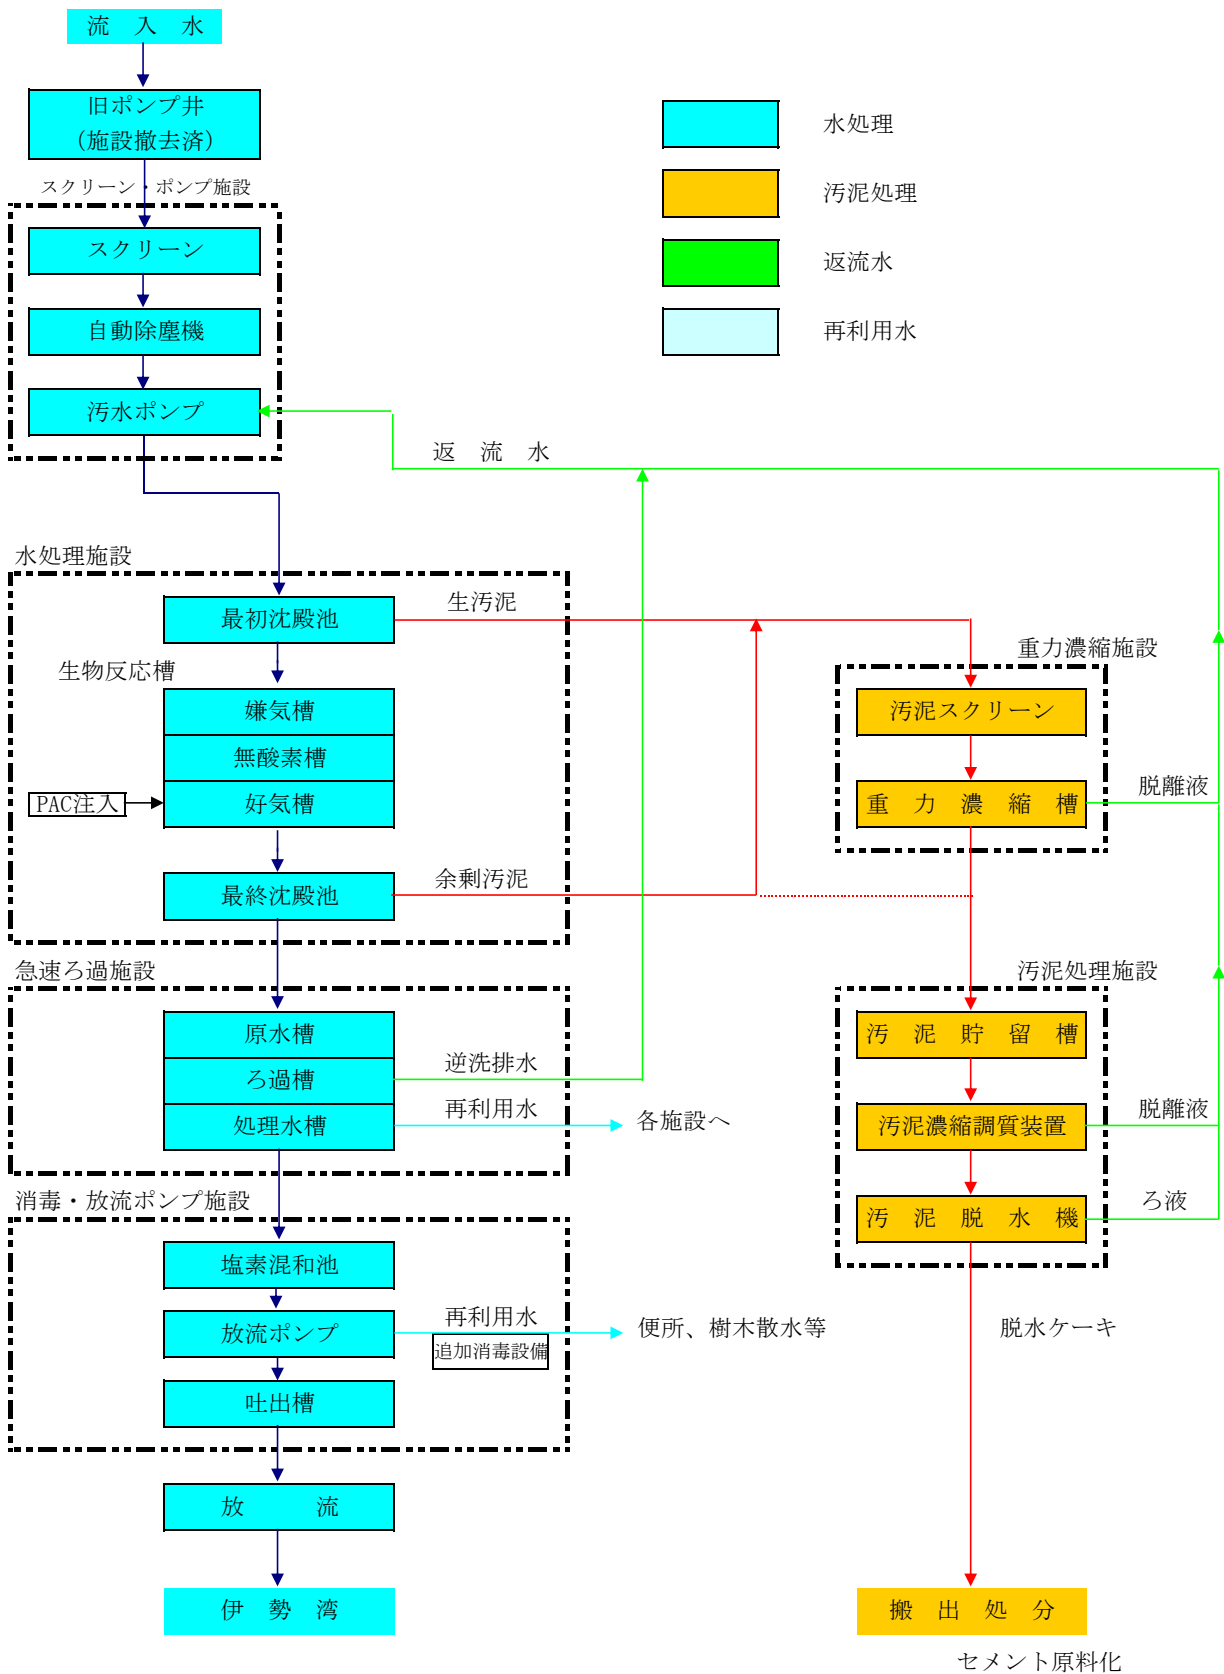 流　入　水
旧ポンプ井
（施設撤去済）
スクリーン・ポンプ施設
スクリーン
自動除塵機
汚水ポンプ
水処理
汚泥処理
返流水
再利用水
返　流　水
水処理施設
最初沈殿池
生汚泥
生物反応槽
嫌気槽
無酸素槽
好気槽
PAC注入
最終沈殿池
余剰汚泥
重力濃縮施設
汚泥スクリーン
重　力　濃　縮　槽
脱離液
急速ろ過施設
原水槽
ろ過槽
処理水槽
逆洗排水
再利用水
各施設へ
汚泥処理施設
汚　泥　貯　留　槽
汚泥濃縮調質装置
脱離液
汚　泥　脱　水　機
ろ液
消毒・放流ポンプ施設
塩素混和池
放流ポンプ
再利用水
追加消毒設備
便所、樹木散水等
脱水ケーキ
吐出槽
放　　　流
伊　勢　湾
搬　出　処　分
セメント原料化